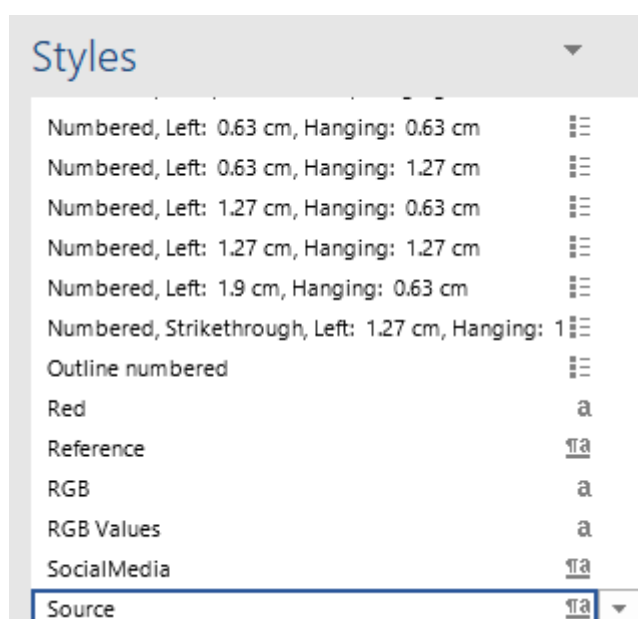 Styles
Numbered, Left: 0.63 cm, Hanging: 0.63 cm
Numbered, Left: 0.63 cm, Hanging: 1.27 cm
Numbered, Left: 1.27 cm, Hanging: 0.63 cm
Numbered, Left: 1.27 cm, Hanging: 1.27 cm
Numbered, Left: 1.9 cm, Hanging: 0.63 cm
Numbered, Strikethrough, Left: 1.27 cm, Hanging: 1
Outline numbered
Red a
Reference ¶a
RGB a
RGB Values a
SocialMedia ¶a
Source ¶a